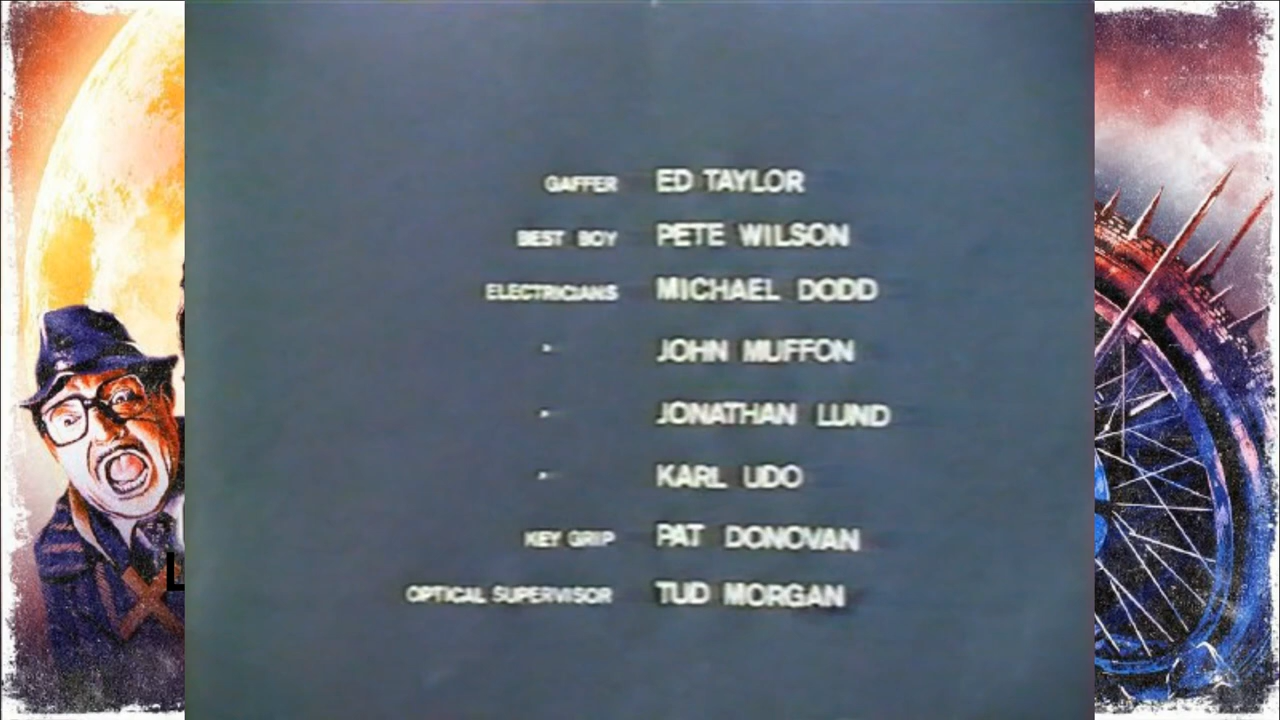 GAFFER ED TAYLOR
BEST BOY PETE WILSON
ELECTRICIANS MICHAEL DODD
" JOHN MUFFON
" JONATHAN LUND
" KARL UDO
KEY GRIP PAT DONOVAN
OPTICAL SUPERVISOR TUD MORGAN
L